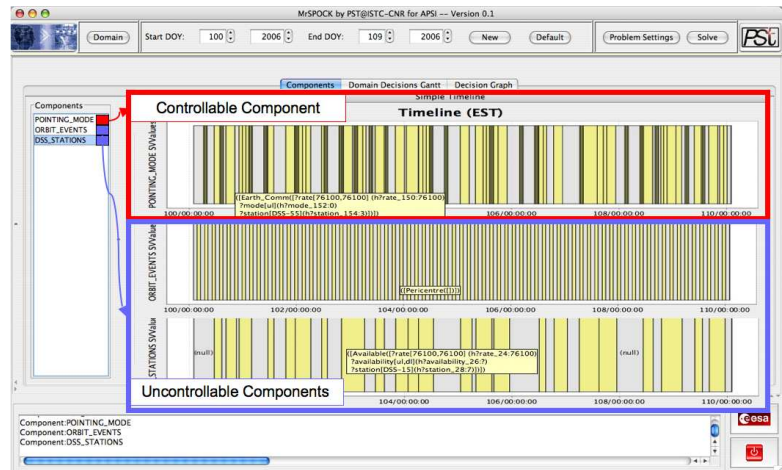 MrSPOCK by PST@ISTC-CNR for APSI -- Version 0.1
Domain
Start DOY: 100 2006 End DOY: 109 2006 New Default Problem Settings Solve PSt
Components Domain Decisions Gantt Decision Graph
Components
POINTING_MODE
ORBIT_EVENTS
DSS_STATIONS
Controllable Component
Simple Timeline
Timeline (EST)
POINTING_MODE SVValues
([Earth_Comm([?rate[76100,76100] (h?rate_150:76100)
?mode[ul](h?mode_152:0)
?station[DSS-55](h?station_154:3)])])
100/00:00:00 106/00:00:00 108/00:00:00 110/00:00:00
ORBIT_EVENTS SVValue
([Pericentre([])])
100/00:00:00 102/00:00:00 104/00:00:00 106/00:00:00 108/00:00:00 110/00:00:00
STATIONS SVValu
(null)
([Available([?rate[76100,76100] (h?rate_24:76100)
?availability[ul,dl](h?availability_26:?)
?station[DSS-15](h?station_28:7)])])
(null)
Uncontrollable Components
104/00:00:00 106/00:00:00 108/00:00:00 110/00:00:00
Component:POINTING_MODE
Component:ORBIT_EVENTS
Component:DSS_STATIONS
esa